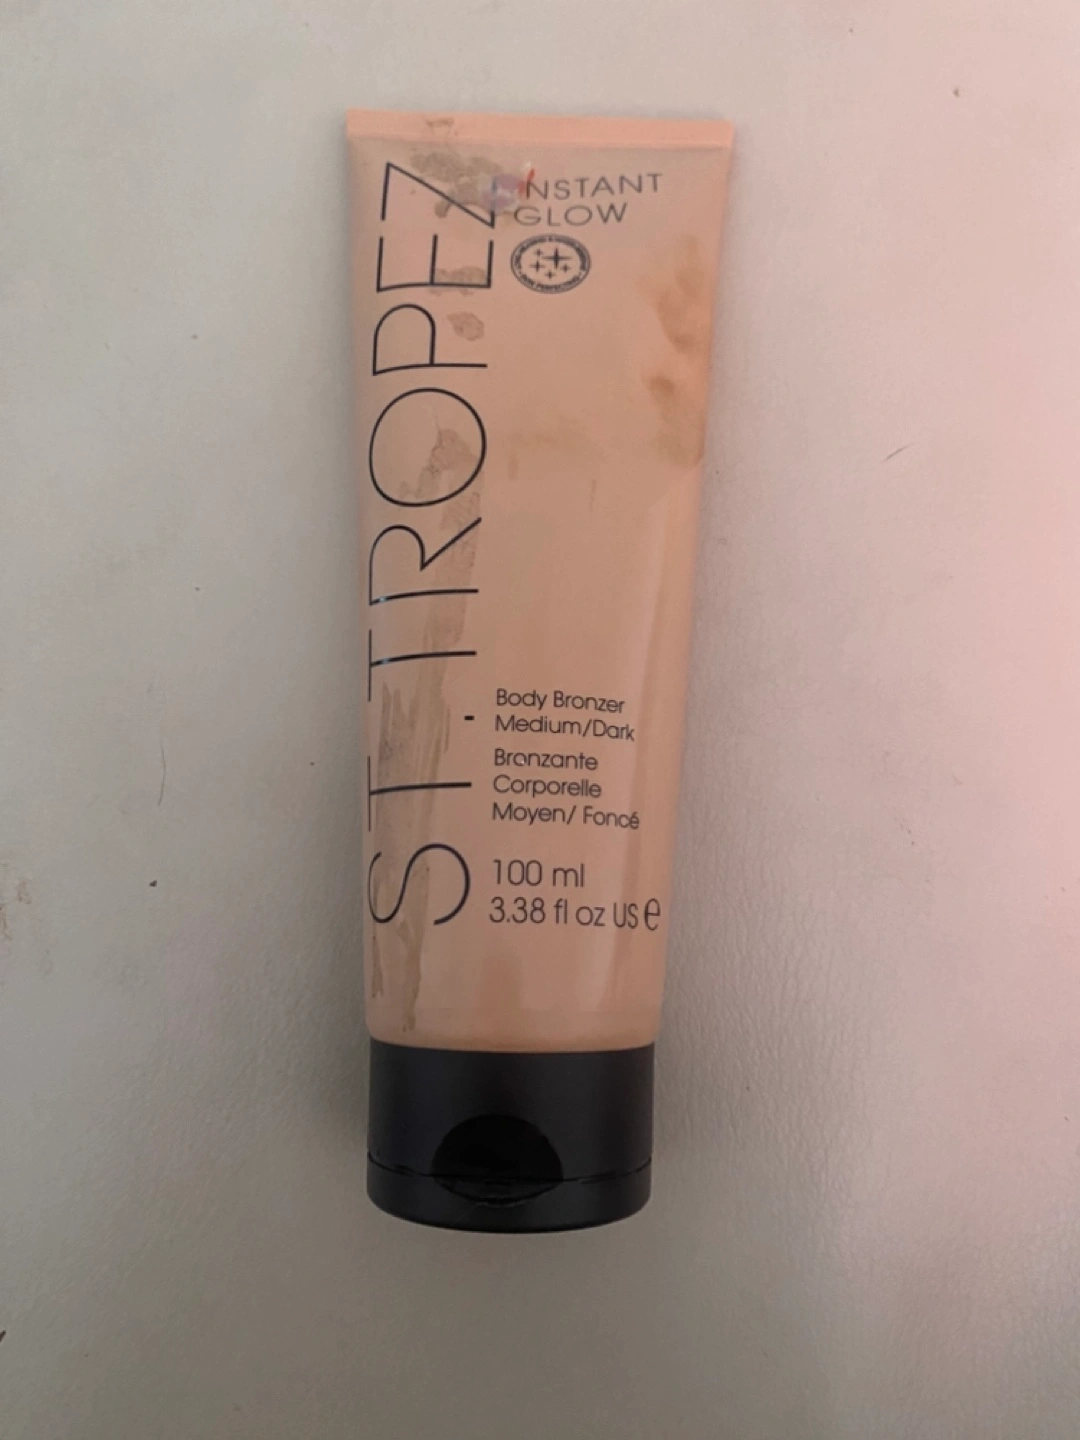 ST.TROPEZ
INSTANT
GLOW
Body Bronzer
Medium/Dark
Bronzante
Corporelle
Moyen/ Foncé
100 ml
3.38 fl oz US e